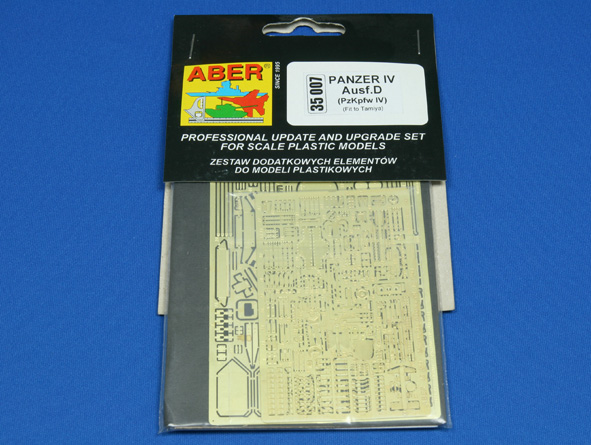 ABER®
SINCE 1995
35 007
PANZER IV
Ausf.D
(PzKpfw IV)
(Fit to Tamiya)
PROFESSIONAL UPDATE AND UPGRADE SET
FOR SCALE PLASTIC MODELS
ZESTAW DODATKOWYCH ELEMENTÓW
DO MODELI PLASTIKOWYCH